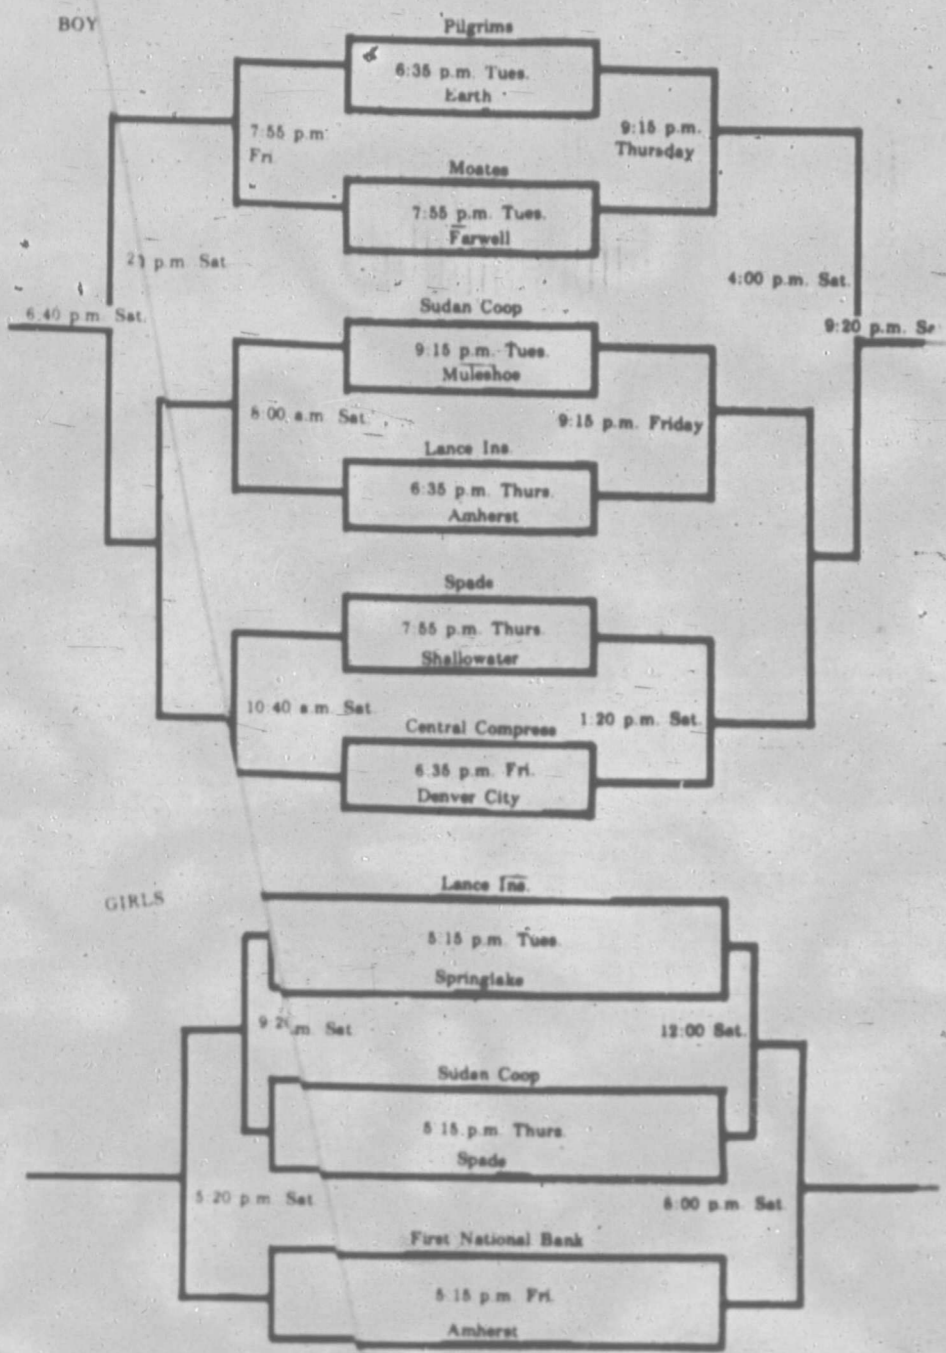 BOY
Pilgrims
6:35 p.m. Tues.
Earth
7:55 p.m.
Fri.
9:15 p.m.
Thursday
Moates
7:55 p.m. Tues.
Farwell
p.m. Sat.
4:00 p.m. Sat.
6:40 p.m. Sat.
9:20 p.m.
Sudan Coop
9:15 p.m. Tues.
Muleshoe
8:00 a.m. Sat.
9:15 p.m. Friday
Lance Ins.
6:35 p.m. Thurs.
Amherst
Spade
7:55 p.m. Thurs.
Shallowater
10:40 a.m. Sat.
1:20 p.m. Sat.
Central Compress
6:35 p.m. Fri.
Denver City
GIRLS
Lance Ins.
5:15 p.m. Tues.
Springlake
Sat.
12:00 Sat.
Sudan Coop
5:15 p.m. Thurs.
Spade
5:20 p.m. Sat.
8:00 p.m. Sat.
First National Bank
5:15 p.m. Fri.
Amherst